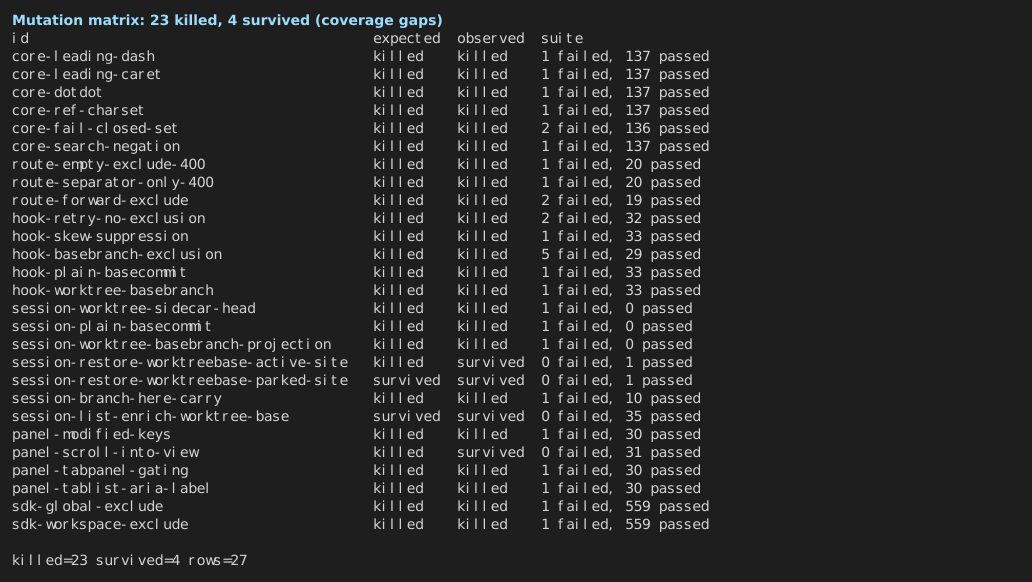 Mutation matrix: 23 killed, 4 survived (coverage gaps)
id expected observed suite
core-leading-dash killed killed 1 failed, 137 passed
core-leading-caret killed killed 1 failed, 137 passed
core-dotdot killed killed 1 failed, 137 passed
core-ref-charset killed killed 1 failed, 137 passed
core-fail-closed-set killed killed 2 failed, 136 passed
core-search-negation killed killed 1 failed, 137 passed
route-empty-exclude-400 killed killed 1 failed, 20 passed
route-separator-only-400 killed killed 1 failed, 20 passed
route-forward-exclude killed killed 2 failed, 19 passed
hook-retry-no-exclusion killed killed 2 failed, 32 passed
hook-skew-suppression killed killed 1 failed, 33 passed
hook-basebranch-exclusion killed killed 5 failed, 29 passed
hook-plain-basecommit killed killed 1 failed, 33 passed
hook-worktree-basebranch killed killed 1 failed, 33 passed
session-worktree-sidecar-head killed killed 1 failed, 0 passed
session-plain-basecommit killed killed 1 failed, 0 passed
session-worktree-basebranch-projection killed killed 1 failed, 0 passed
session-restore-worktreebase-active-site killed survived 0 failed, 1 passed
session-restore-worktreebase-parked-site survived survived 0 failed, 1 passed
session-branch-here-carry killed killed 1 failed, 10 passed
session-list-enrich-worktree-base survived survived 0 failed, 35 passed
panel-modified-keys killed killed 1 failed, 30 passed
panel-scroll-into-view killed survived 0 failed, 31 passed
panel-tabpanel-gating killed killed 1 failed, 30 passed
panel-tablist-aria-label killed killed 1 failed, 30 passed
sdk-global-exclude killed killed 1 failed, 559 passed
sdk-workspace-exclude killed killed 1 failed, 559 passed
killed=23 survived=4 rows=27